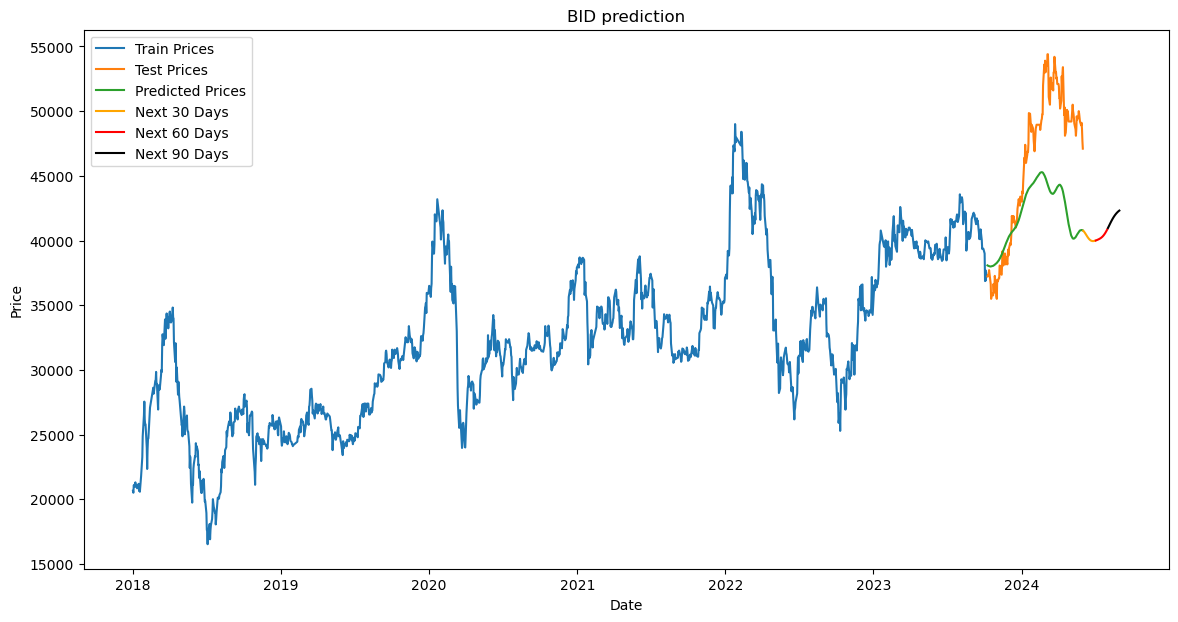 BID prediction
55000
50000
45000
40000
35000
30000
25000
20000
15000
Price
Train Prices
Test Prices
Predicted Prices
Next 30 Days
Next 60 Days
Next 90 Days
2018 2019 2020 2021 2022 2023 2024
Date